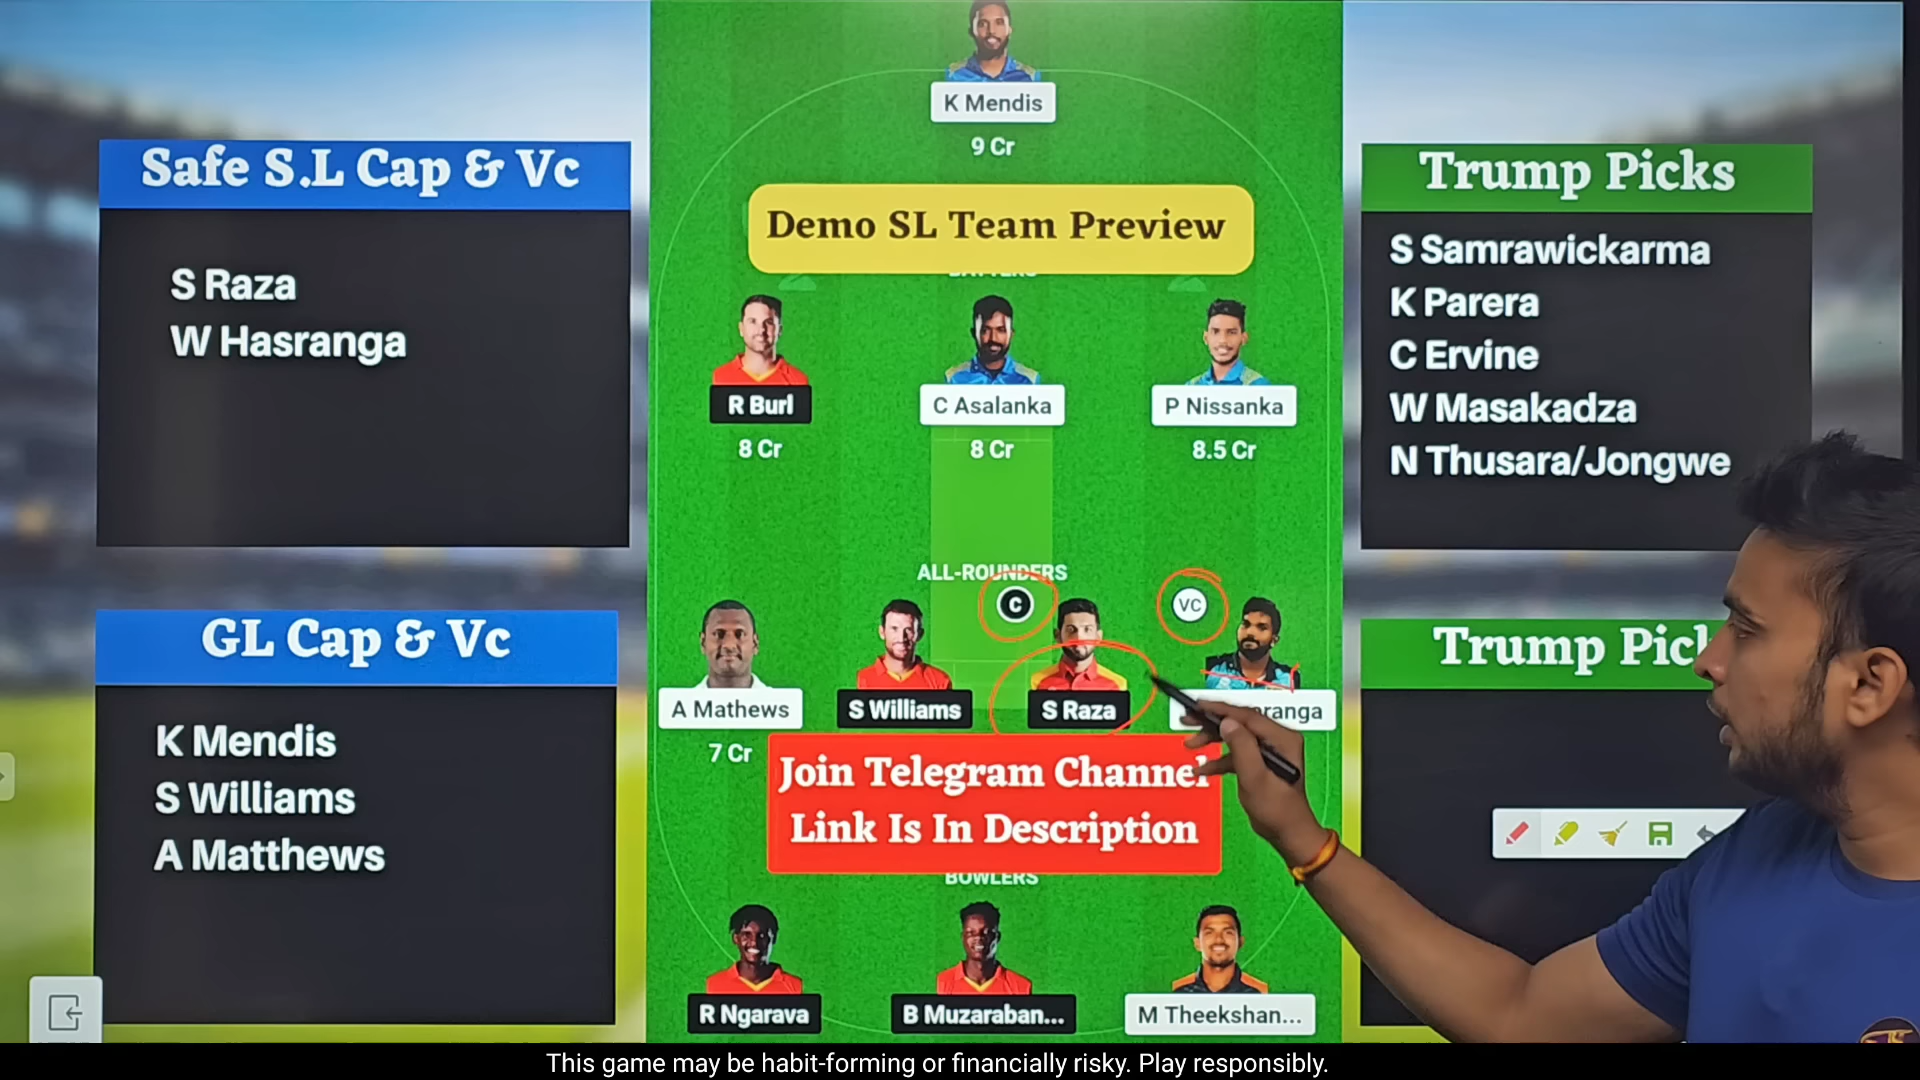 K Mendis
9 Cr
Safe S.L Cap & Vc
S Raza
W Hasranga
Demo SL Team Preview
Trump Picks
S Samrawickarma
K Parera
C Ervine
W Masakadza
N Thusara/Jongwe
R Burl
C Asalanka
P Nissanka
8 Cr
8 Cr
8.5 Cr
ALL-ROUNDERS
C
VC
GL Cap & Vc
K Mendis
S Williams
A Matthews
A Mathews
S Williams
S Raza
7 Cr
Join Telegram Channel
Link Is In Description
Trump
BOWLERS
R Ngarava
B Muzaraban...
M Theekshan...
This game may be habit-forming or financially risky. Play responsibly.